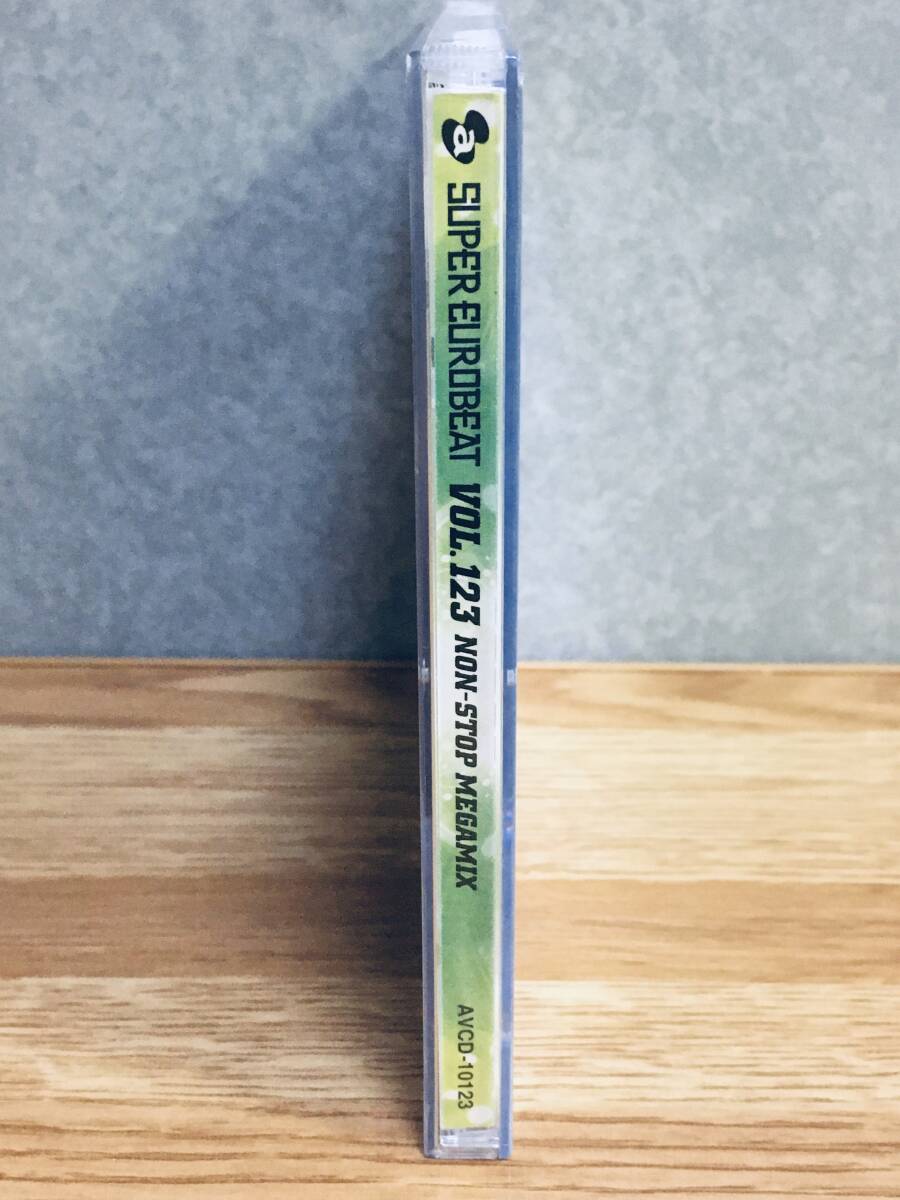 a
SUPER EUROBEAT VOL. 123 NON-STOP MEGAMIX
AVCD-10123